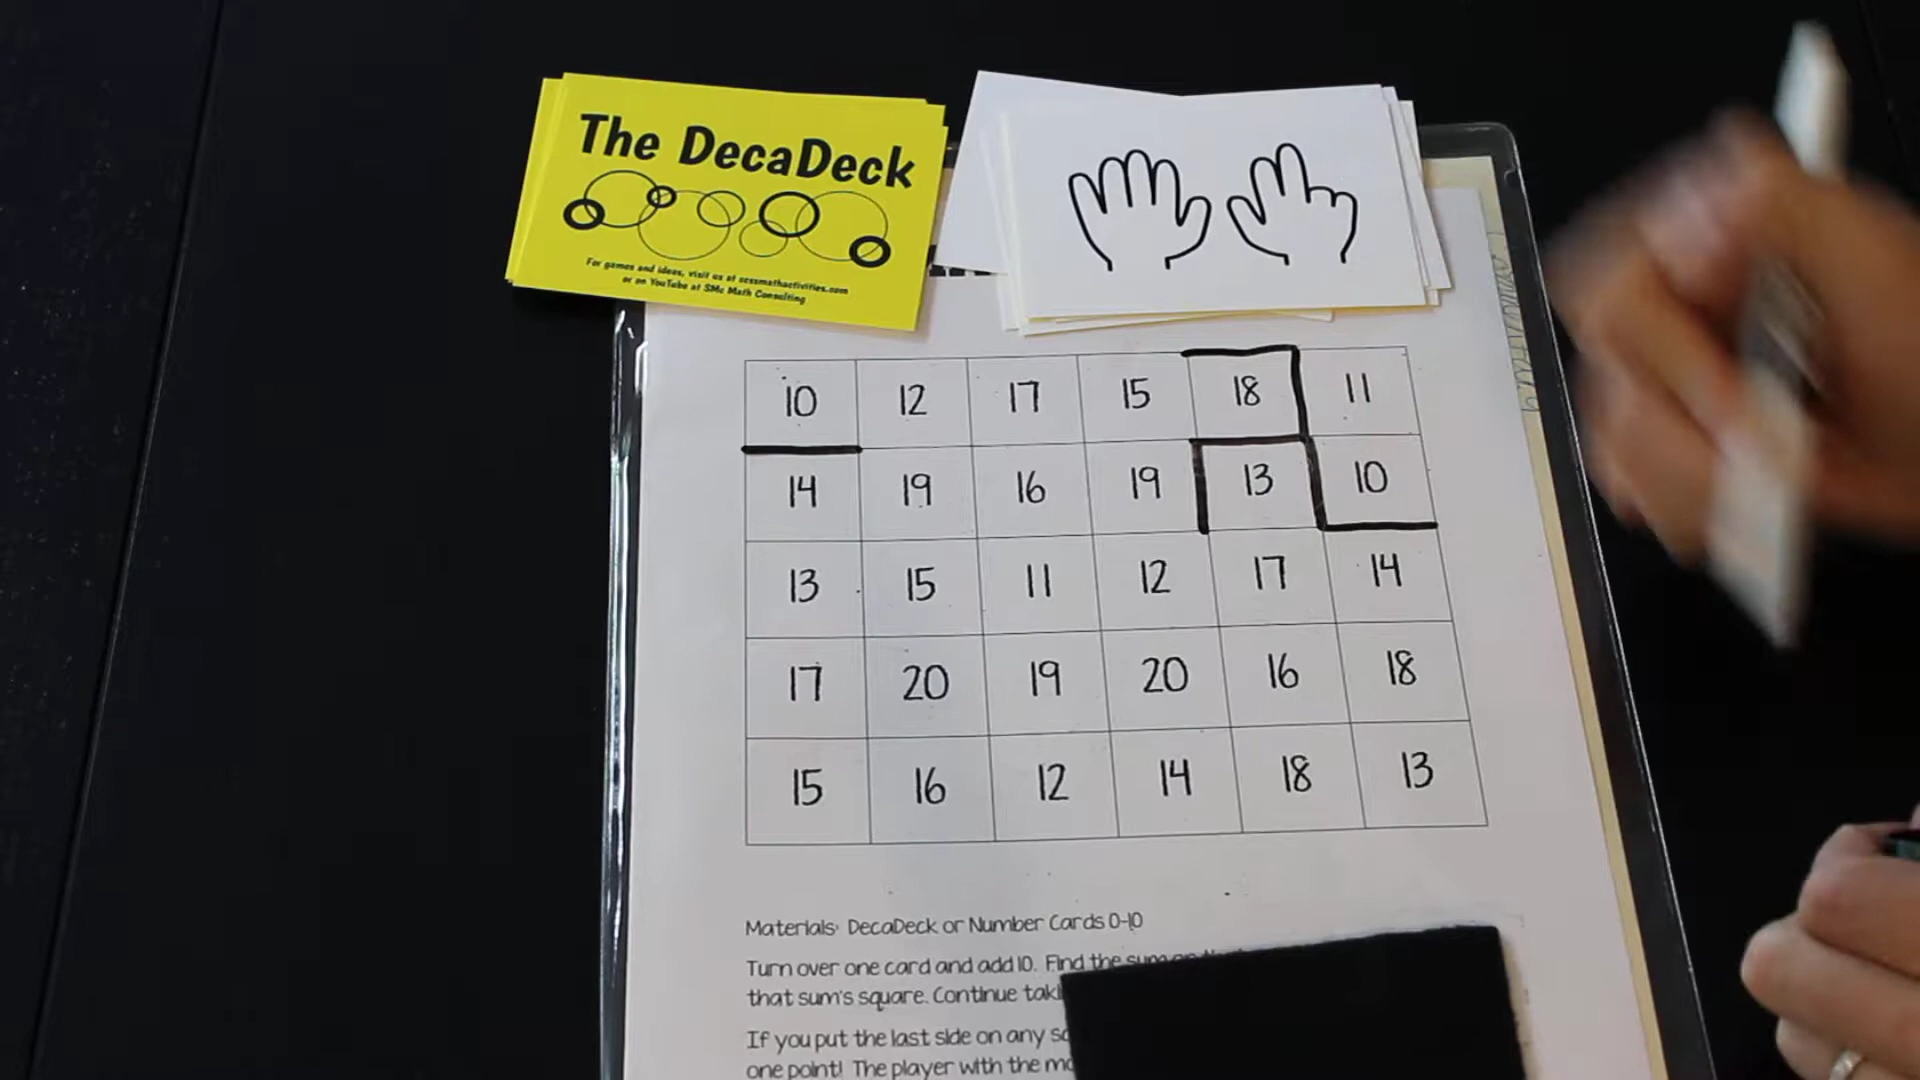 The DecaDeck
For games and ideas, visit us at scssmathactivities.com
or on YouTube at SMc Math Consulting
10 12 17 15 18 11
14 19 16 19 13 10
13 15 11 12 17 14
17 20 19 20 16 18
15 16 12 14 18 13
Materials: DecaDeck or Number Cards 0-10
Turn over one card and add 10. Find the sum on
that sum's square. Continue
If you put the last side on any
one point! The player with the